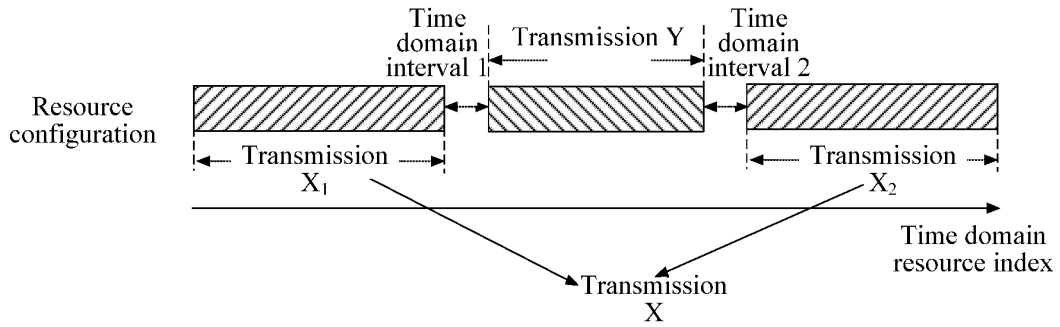 Time
domain
interval 1
Transmission Y
Time
domain
interval 2
Resource
configuration
Transmission
X₁
Transmission
X₂
Time domain
resource index
Transmission
X